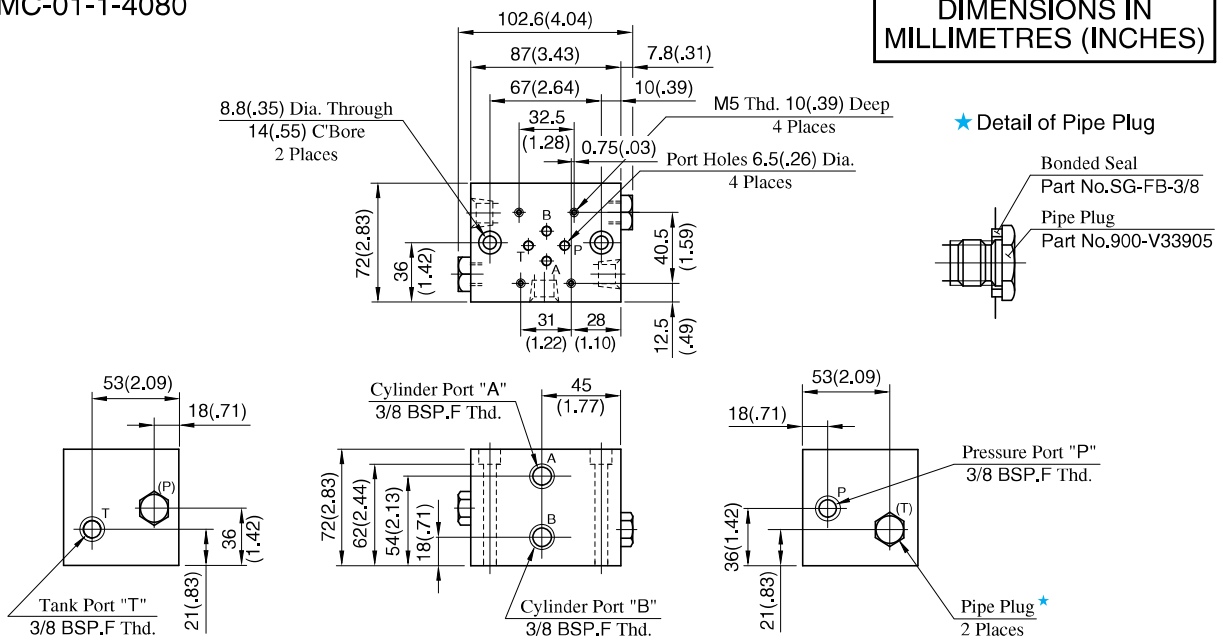 MC-01-1-4080
DIMENSIONS IN
MILLIMETRES (INCHES)
102.6(4.04)
87(3.43)
7.8(.31)
67(2.64)
10(.39)
8.8(.35) Dia. Through
14(.55) C'Bore
2 Places
32.5
(1.28)
0.75(.03)
M5 Thd. 10(.39) Deep
4 Places
Port Holes 6.5(.26) Dia.
4 Places
B
T
P
A
72(2.83)
36
(1.42)
40.5
(1.59)
12.5
(.49)
31
(1.22)
28
(1.10)
★ Detail of Pipe Plug
Bonded Seal
Part No.SG-FB-3/8
Pipe Plug
Part No.900-V33905
53(2.09)
18(.71)
(P)
T
36
(1.42)
21(.83)
Tank Port "T"
3/8 BSP.F Thd.
Cylinder Port "A"
3/8 BSP.F Thd.
45
(1.77)
A
B
72(2.83)
62(2.44)
54(2.13)
18(.71)
Cylinder Port "B"
3/8 BSP.F Thd.
53(2.09)
18(.71)
P
(T)
36(1.42)
21(.83)
Pressure Port "P"
3/8 BSP.F Thd.
Pipe Plug ★
2 Places